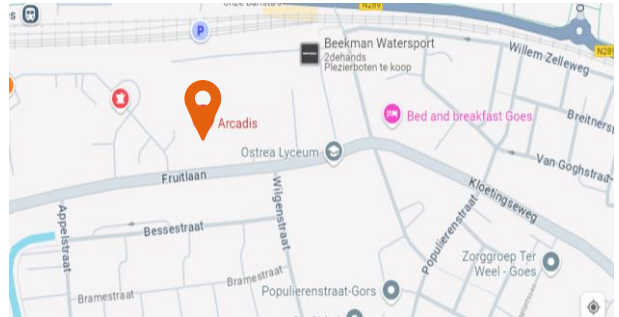 N289
P
Beekman Watersport
2dehands
Plezierboten te koop
Willem Zelleweg
N289
Arcadis
Bed and breakfast Goes
Breitners
Ostrea Lyceum
Van Goghstraa
Fruitlaan
Kloetingseweg
Wilgenstraat
Appelstraat
Bessestraat
Populierenstraat
Zorggroep Ter
Weel - Goes
Bramestraat
Bramestraat
Populierenstraat-Gors